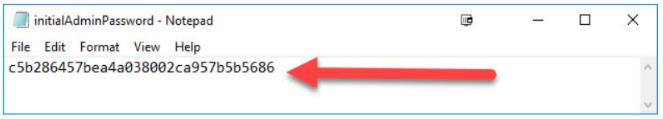 initialAdminPassword - Notepad
File Edit Format View Help
c5b286457bea4a038002ca957b5b5686